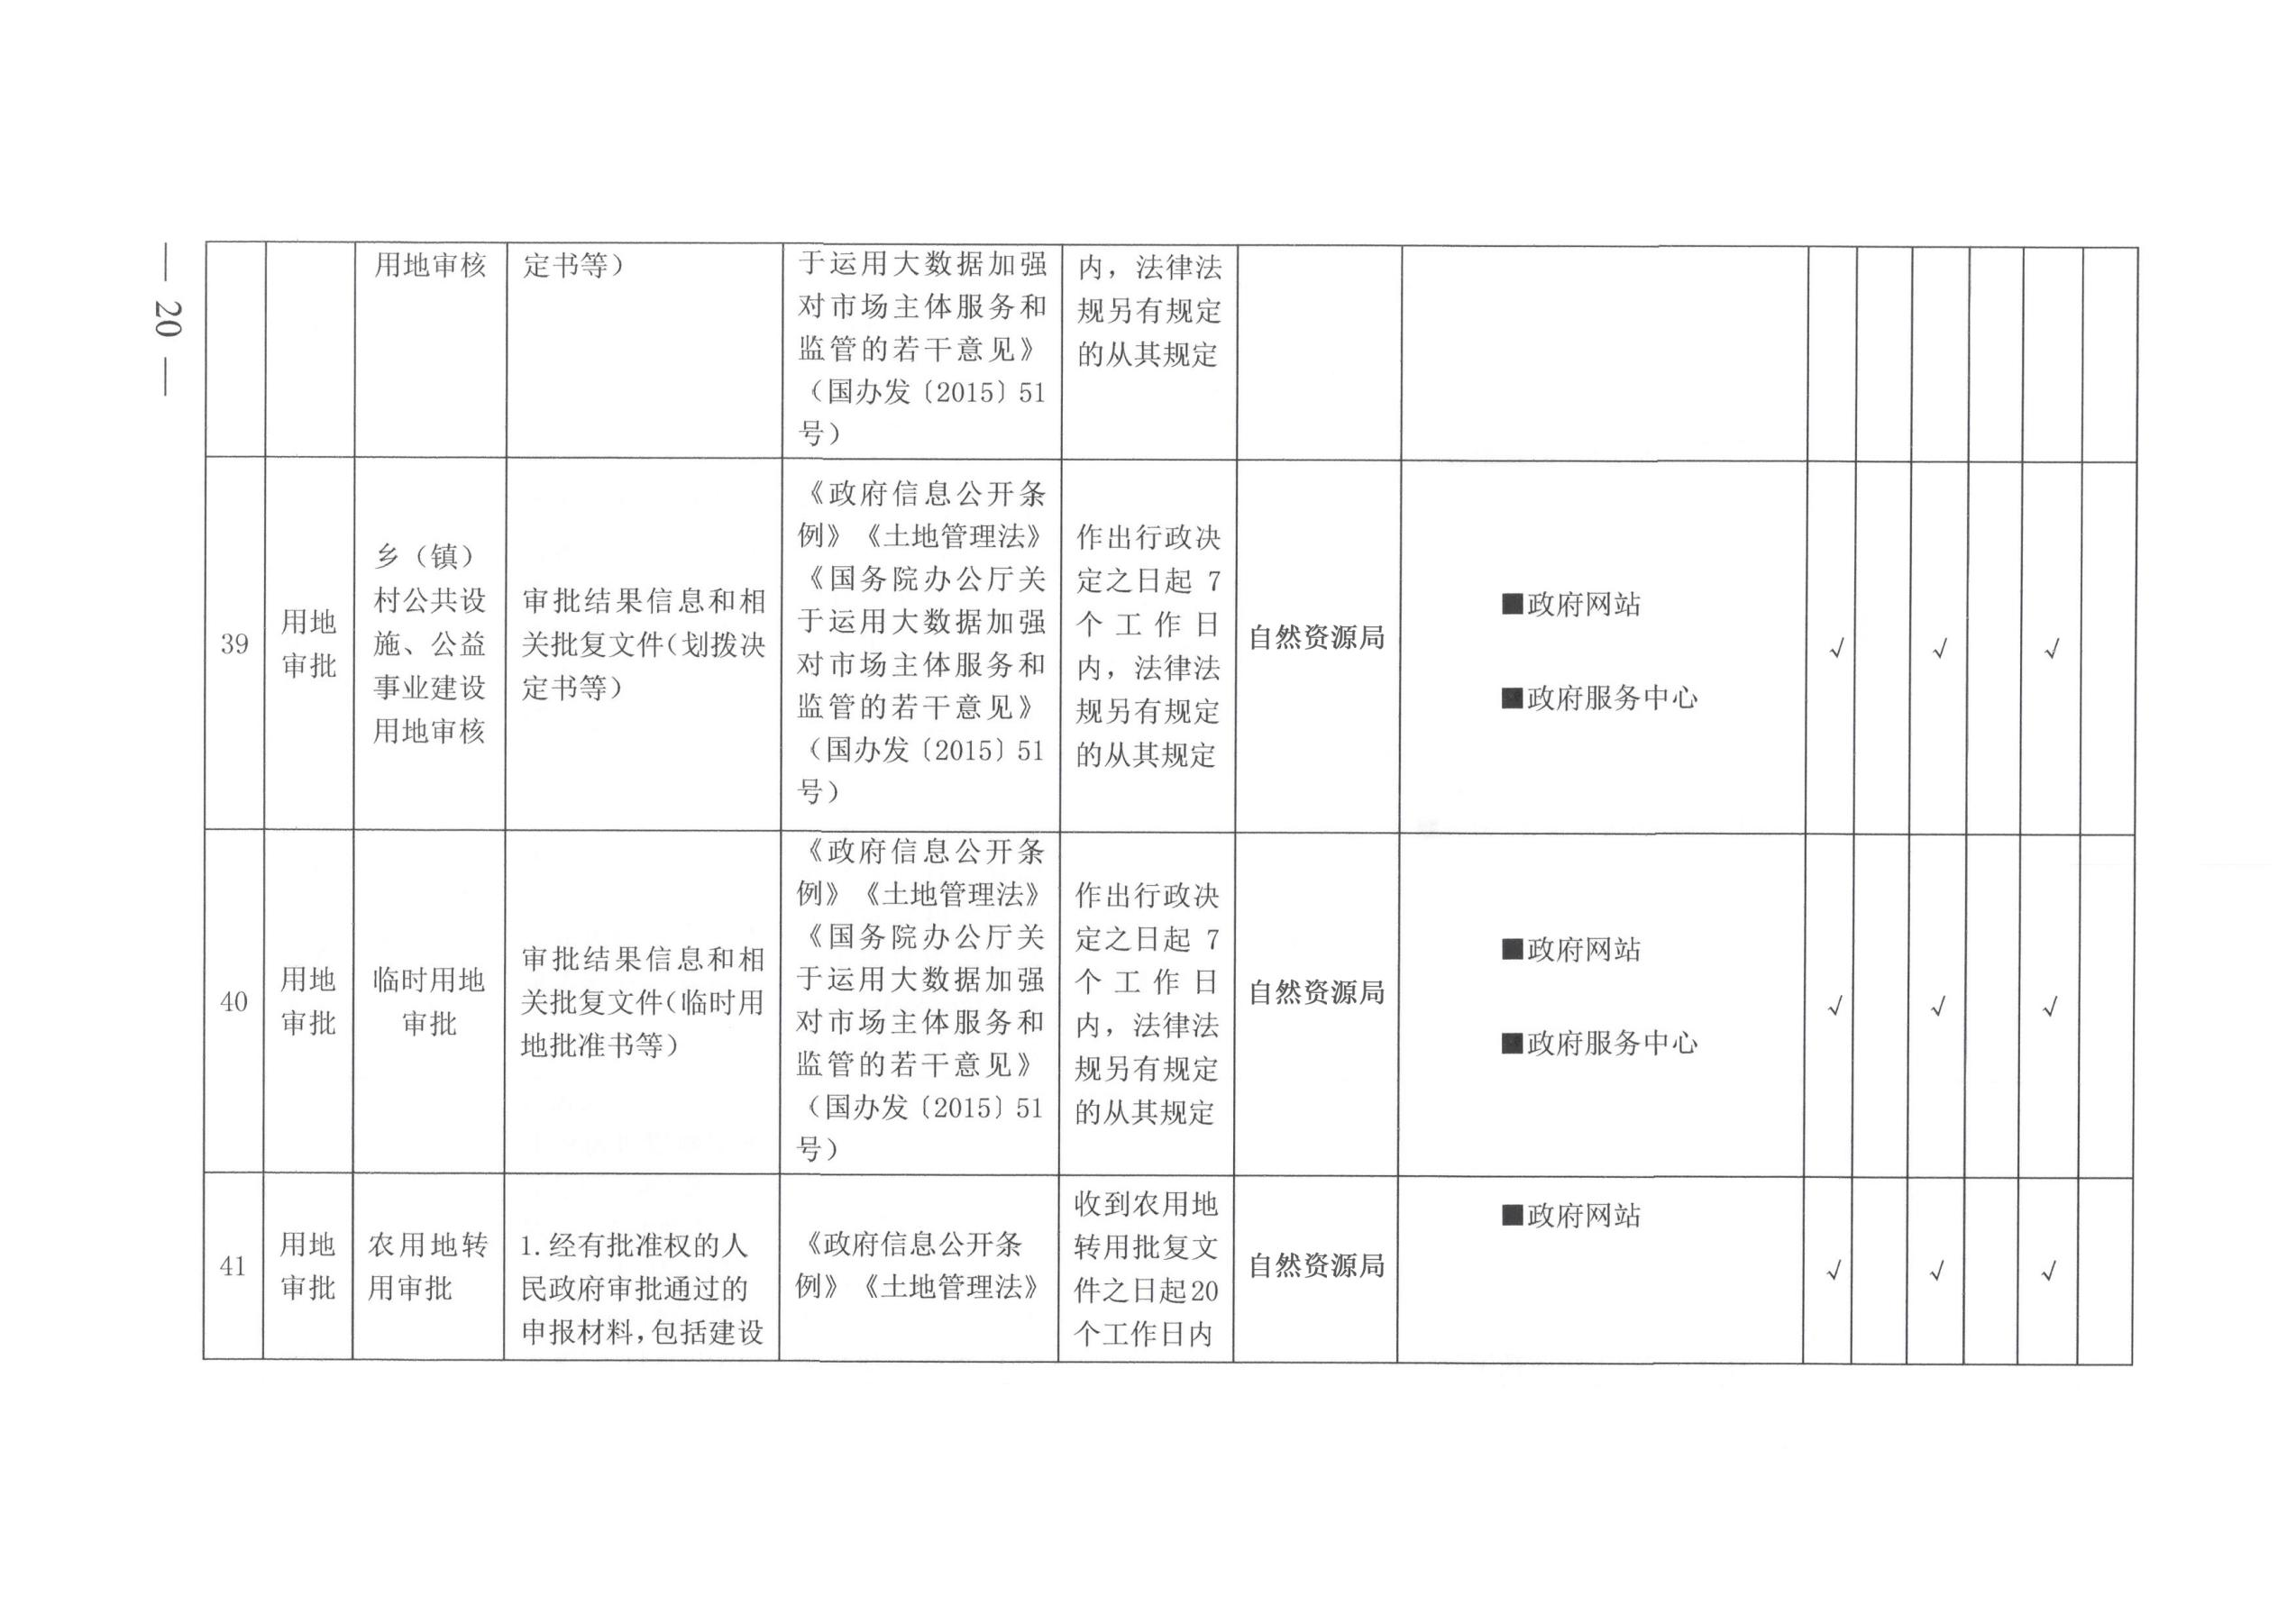 — 20 —
用地审核
定书等）
于运用大数据加强
对市场主体服务和
监管的若干意见》
（国办发〔2015〕51
号）
内，法律法
规另有规定
的从其规定
39
用地
审批
乡（镇）
村公共设
施、公益
事业建设
用地审核
审批结果信息和相
关批复文件（划拨决
定书等）
《政府信息公开条
例》《土地管理法》
《国务院办公厅关
于运用大数据加强
对市场主体服务和
监管的若干意见》
（国办发〔2015〕51
号）
作出行政决
定之日起 7
个工作日
内，法律法
规另有规定
的从其规定
自然资源局
■政府网站
■政府服务中心
√ √ √
40
用地
审批
临时用地
审批
审批结果信息和相
关批复文件（临时用
地批准书等）
《政府信息公开条
例》《土地管理法》
《国务院办公厅关
于运用大数据加强
对市场主体服务和
监管的若干意见》
（国办发〔2015〕51
号）
作出行政决
定之日起 7
个工作日
内，法律法
规另有规定
的从其规定
自然资源局
■政府网站
■政府服务中心
√ √ √
41
用地
审批
农用地转
用审批
1.经有批准权的人
民政府审批通过的
申报材料，包括建设
《政府信息公开条
例》《土地管理法》
收到农用地
转用批复文
件之日起20
个工作日内
自然资源局
■政府网站
√ √ √